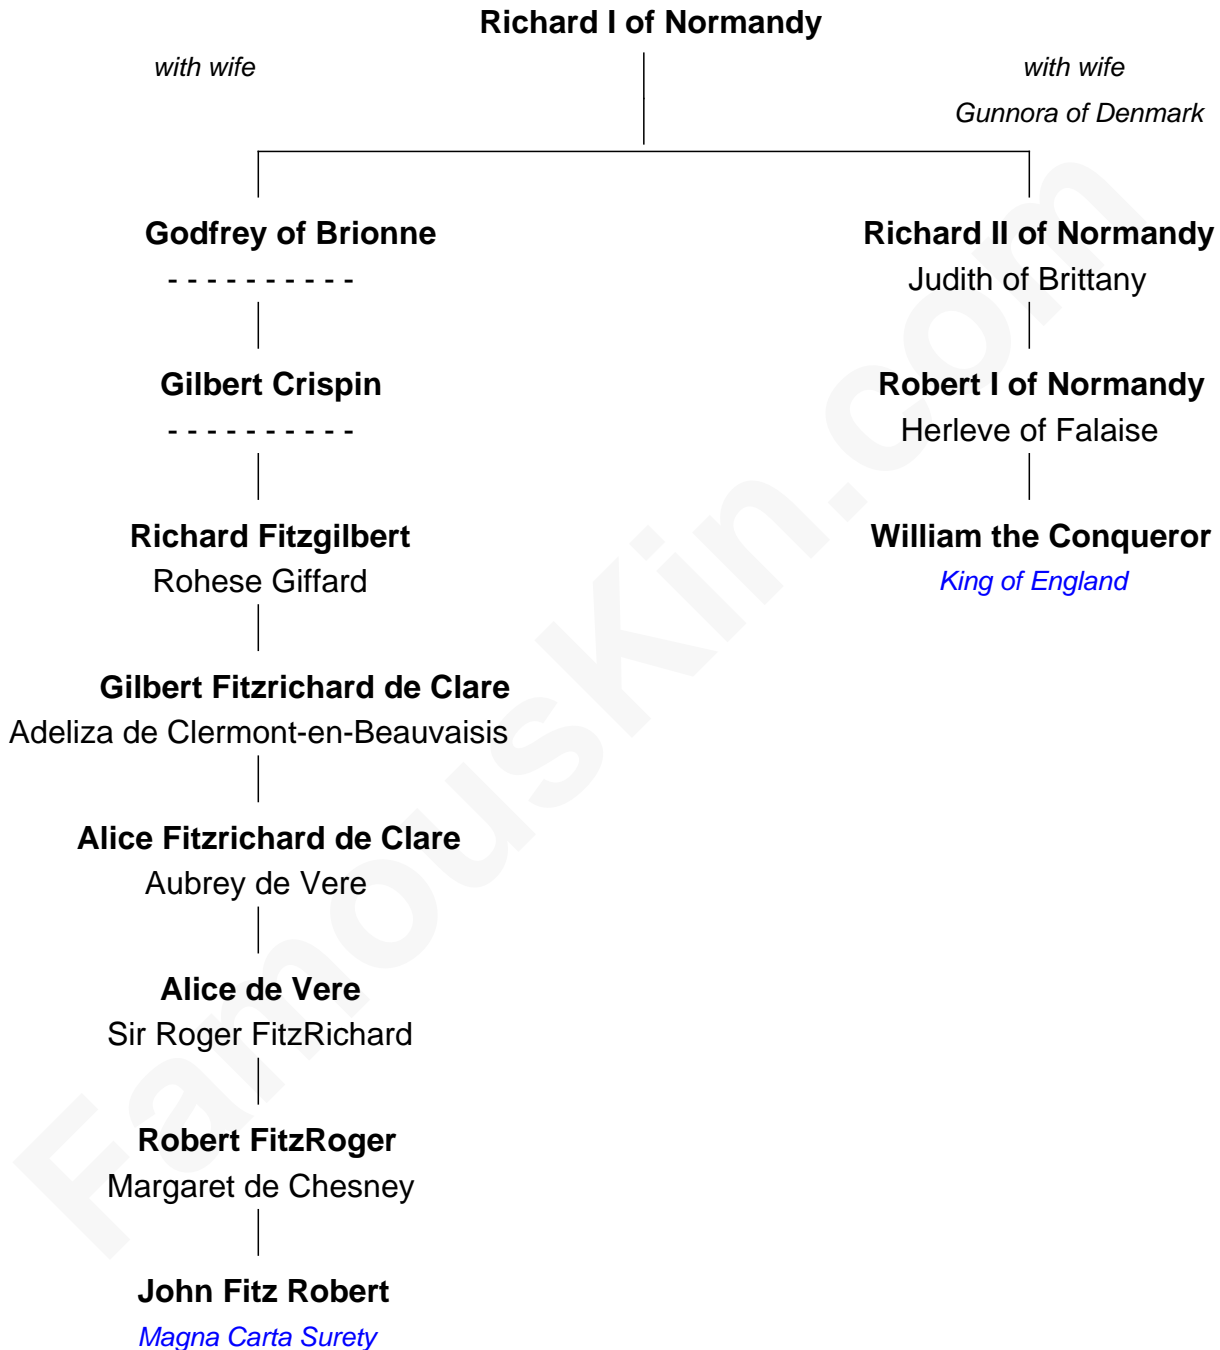 Richard I of Normandy
with wife
with wife
Gunnora of Denmark
Godfrey of Brionne
- - - - - - - - - -
Gilbert Crispin
- - - - - - - - - -
Richard Fitzgilbert
Rohese Giffard
Gilbert Fitzrichard de Clare
Adeliza de Clermont-en-Beauvaisis
Alice Fitzrichard de Clare
Aubrey de Vere
Alice de Vere
Sir Roger FitzRichard
Robert FitzRoger
Margaret de Chesney
John Fitz Robert
Magna Carta Surety
Richard II of Normandy
Judith of Brittany
Robert I of Normandy
Herleve of Falaise
William the Conqueror
King of England
FamousKin.com